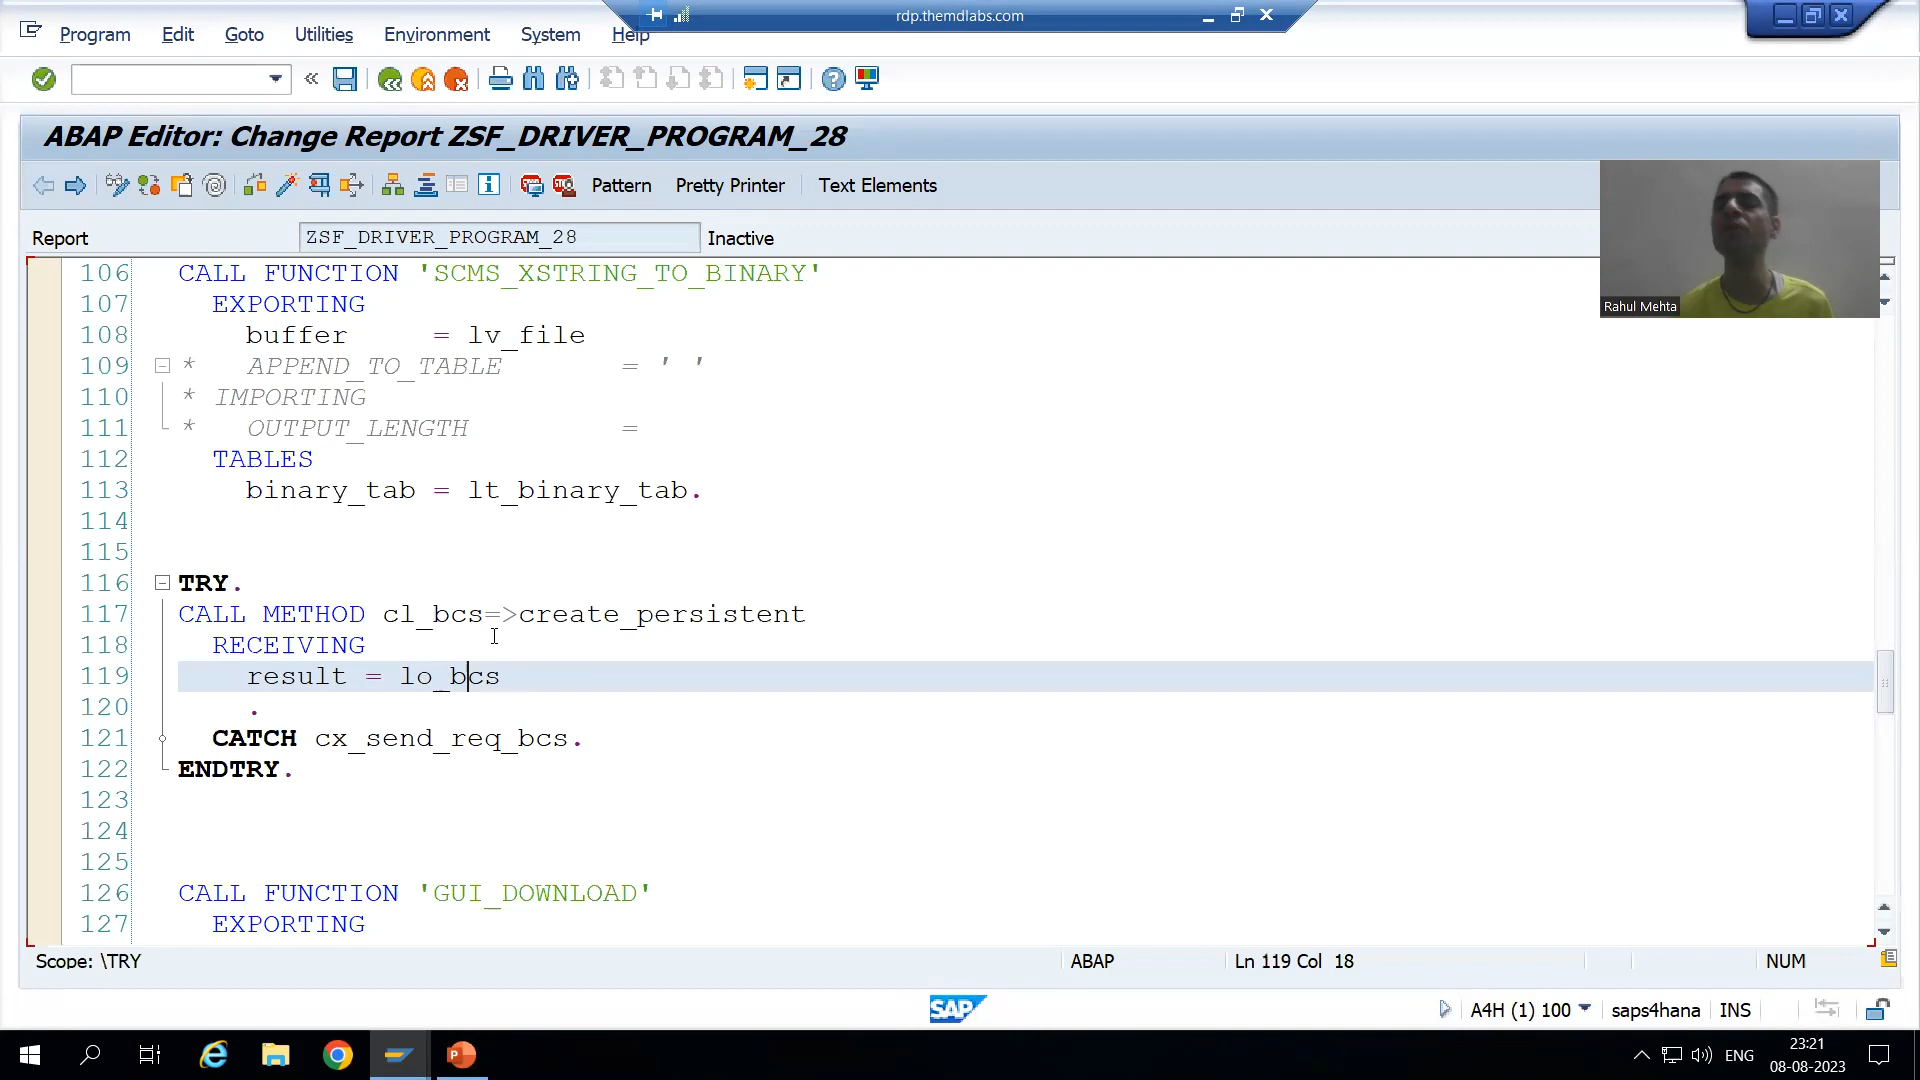 rdp.themdlabs.com
Program Edit Goto Utilities Environment System Help
ABAP Editor: Change Report ZSF_DRIVER_PROGRAM_28
Pattern Pretty Printer Text Elements
Report ZSF_DRIVER_PROGRAM_28 Inactive
Rahul Mehta
106 CALL FUNCTION 'SCMS_XSTRING_TO_BINARY'
107 EXPORTING
108 buffer = lv_file
109 * APPEND_TO_TABLE = ' '
110 * IMPORTING
111 * OUTPUT_LENGTH =
112 TABLES
113 binary_tab = lt_binary_tab.
114
115
116 TRY.
117 CALL METHOD cl_bcs=>create_persistent
118 RECEIVING
119 result = lo_bcs
120 .
121 CATCH cx_send_req_bcs.
122 ENDTRY.
123
124
125
126 CALL FUNCTION 'GUI_DOWNLOAD'
127 EXPORTING
Scope: \TRY ABAP Ln 119 Col 18 NUM
SAP A4H (1) 100 saps4hana INS
ENG 23:21
08-08-2023